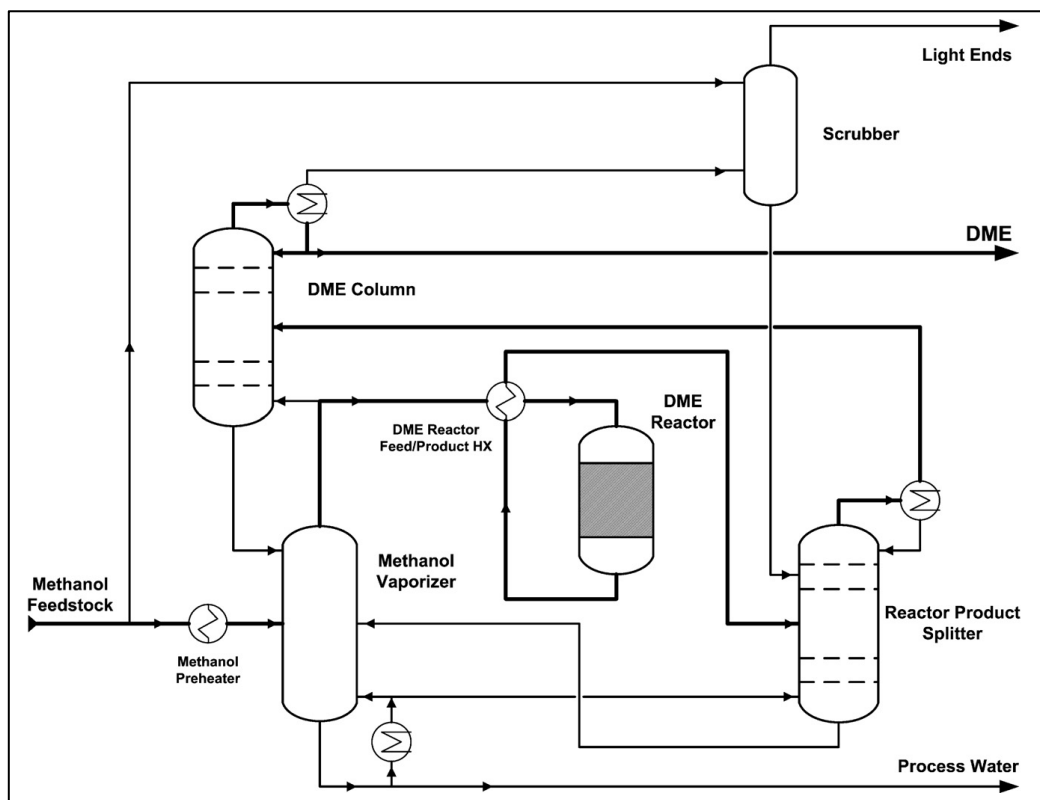 Light Ends
Scrubber
DME
DME Column
DME
Reactor
DME Reactor
Feed/Product HX
Methanol
Vaporizer
Methanol
Feedstock
Reactor Product
Splitter
Methanol
Preheater
Process Water